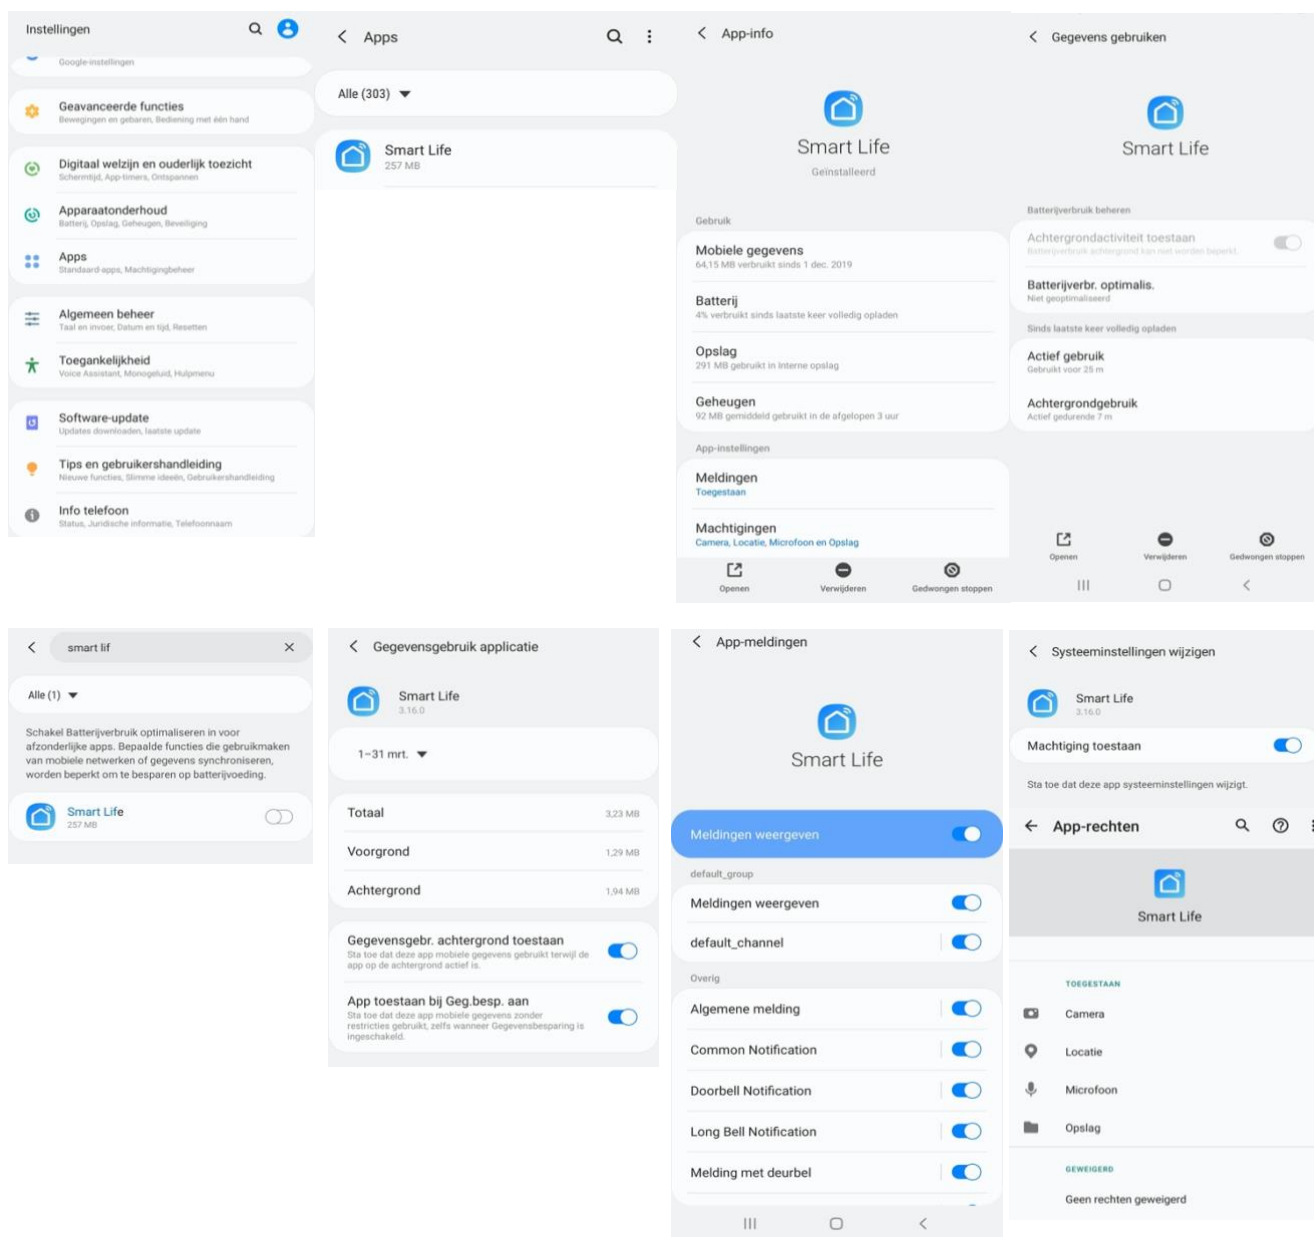 Instellingen
Google-instellingen
Geavanceerde functies
Bewegingen en gebaren, Bediening met één hand
Digitaal welzijn en ouderlijk toezicht
Schermtijd, App-timers, Ontspannen
Apparaatonderhoud
Batterij, Opslag, Geheugen, Beveiliging
Apps
Standaard-apps, Machtigingbeheer
Algemeen beheer
Taal en invoer, Datum en tijd, Resetten
Toegankelijkheid
Voice Assistant, Monogeluid, Hulpmenu
Software-update
Updates downloaden, laatste update
Tips en gebruikershandleiding
Nieuwe functies, Slimme ideeën, Gebruikershandleiding
Info telefoon
Status, Juridische informatie, Telefoonnaam
Apps
Alle (303)
Smart Life
257 MB
App-info
Smart Life
Geïnstalleerd
Gebruik
Mobiele gegevens
64,15 MB verbruikt sinds 1 dec. 2019
Batterij
4% verbruikt sinds laatste keer volledig opladen
Opslag
291 MB gebruikt in Interne opslag
Geheugen
92 MB gemiddeld gebruikt in de afgelopen 3 uur
App-instellingen
Meldingen
Toegestaan
Machtigingen
Camera, Locatie, Microfoon en Opslag
Openen
Verwijderen
Gedwongen stoppen
Gegevens gebruiken
Smart Life
Batterijverbruik beheren
Achtergrondactiviteit toestaan
Batterijverbruik achtergrond kan niet worden beperkt.
Batterijverbr. optimalis.
Niet geoptimaliseerd
Sinds laatste keer volledig opladen
Actief gebruik
Gebruikt voor 25 m
Achtergrondgebruik
Actief gedurende 7 m
Openen
Verwijderen
Gedwongen stoppen
smart lif
Alle (1)
Schakel Batterijverbruik optimaliseren in voor
afzonderlijke apps. Bepaalde functies die gebruikmaken
van mobiele netwerken of gegevens synchroniseren,
worden beperkt om te besparen op batterijvoeding.
Smart Life
257 MB
Gegevensgebruik applicatie
Smart Life
3.16.0
1–31 mrt.
Totaal
3,23 MB
Voorgrond
1,29 MB
Achtergrond
1,94 MB
Gegevensgebr. achtergrond toestaan
Sta toe dat deze app mobiele gegevens gebruikt terwijl de
app op de achtergrond actief is.
App toestaan bij Geg.besp. aan
Sta toe dat deze app mobiele gegevens zonder
restricties gebruikt, zelfs wanneer Gegevensbesparing is
ingeschakeld.
App-meldingen
Smart Life
Meldingen weergeven
default_group
Meldingen weergeven
default_channel
Overig
Algemene melding
Common Notification
Doorbell Notification
Long Bell Notification
Melding met deurbel
Systeeminstellingen wijzigen
Smart Life
3.16.0
Machtiging toestaan
Sta toe dat deze app systeeminstellingen wijzigt.
App-rechten
Smart Life
TOEGESTAAN
Camera
Locatie
Microfoon
Opslag
GEWEIGERD
Geen rechten geweigerd